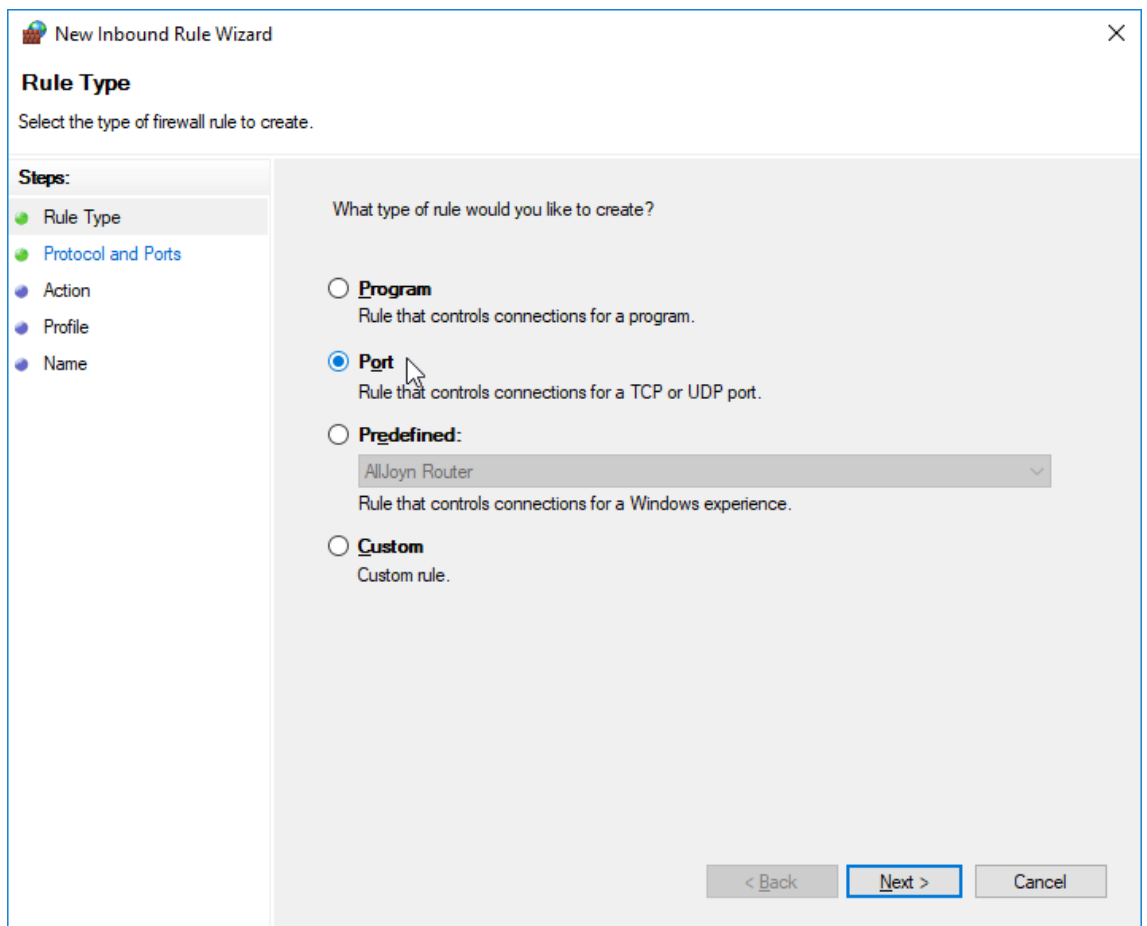 New Inbound Rule Wizard
Rule Type
Select the type of firewall rule to create.
Steps:
Rule Type
Protocol and Ports
Action
Profile
Name
What type of rule would you like to create?
Program
Rule that controls connections for a program.
Port
Rule that controls connections for a TCP or UDP port.
Predefined:
AllJoyn Router
Rule that controls connections for a Windows experience.
Custom
Custom rule.
< Back Next > Cancel